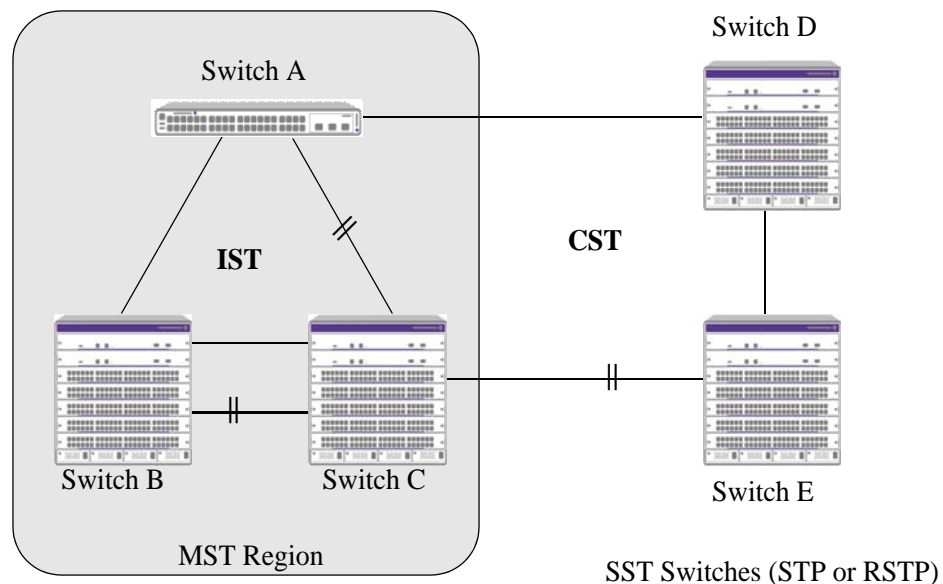 Switch D
Switch A
IST
CST
Switch B
Switch C
Switch E
MST Region
SST Switches (STP or RSTP)